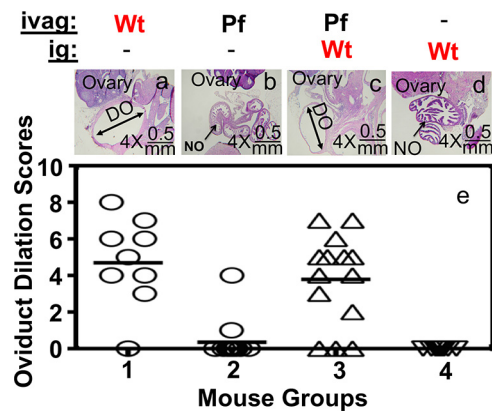 ivag: Wt Pf Pf -
ig: - - Wt Wt
Ovary a DO 4X 0.5 mm
Ovary b NO 4X 0.5 mm
Ovary c DO 4X 0.5 mm
Ovary d NO 4X 0.5 mm
Oviduct Dilation Scores
e
10
8
6
4
2
0
1 2 3 4
Mouse Groups